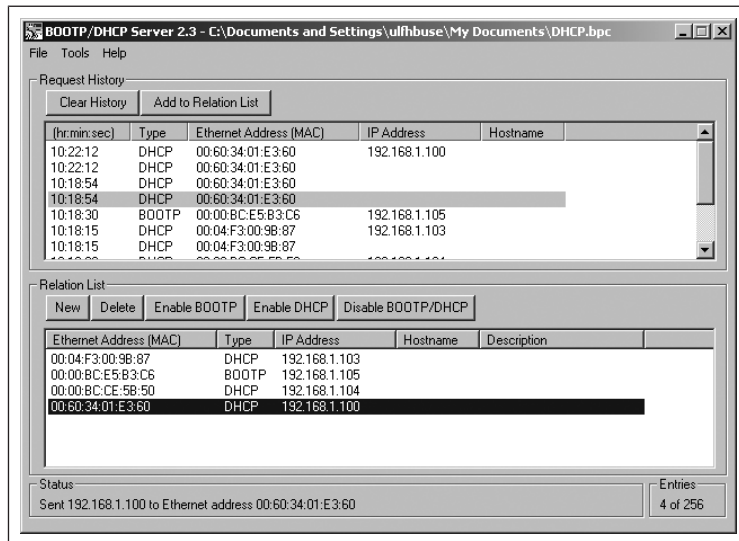 BOOTP/DHCP Server 2.3 - C:\Documents and Settings\ulfhbuse\My Documents\DHCP.bpc
File Tools Help
Request History
Clear History Add to Relation List
(hr:min:sec) Type Ethernet Address (MAC) IP Address Hostname
10:22:12 DHCP 00:60:34:01:E3:60 192.168.1.100
10:22:12 DHCP 00:60:34:01:E3:60
10:18:54 DHCP 00:60:34:01:E3:60
10:18:54 DHCP 00:60:34:01:E3:60
10:18:30 BOOTP 00:00:BC:E5:B3:C6 192.168.1.105
10:18:15 DHCP 00:04:F3:00:9B:87 192.168.1.103
10:18:15 DHCP 00:04:F3:00:9B:87
Relation List
New Delete Enable BOOTP Enable DHCP Disable BOOTP/DHCP
Ethernet Address (MAC) Type IP Address Hostname Description
00:04:F3:00:9B:87 DHCP 192.168.1.103
00:00:BC:E5:B3:C6 BOOTP 192.168.1.105
00:00:BC:CE:5B:50 DHCP 192.168.1.104
00:60:34:01:E3:60 DHCP 192.168.1.100
Status
Sent 192.168.1.100 to Ethernet address 00:60:34:01:E3:60
Entries
4 of 256